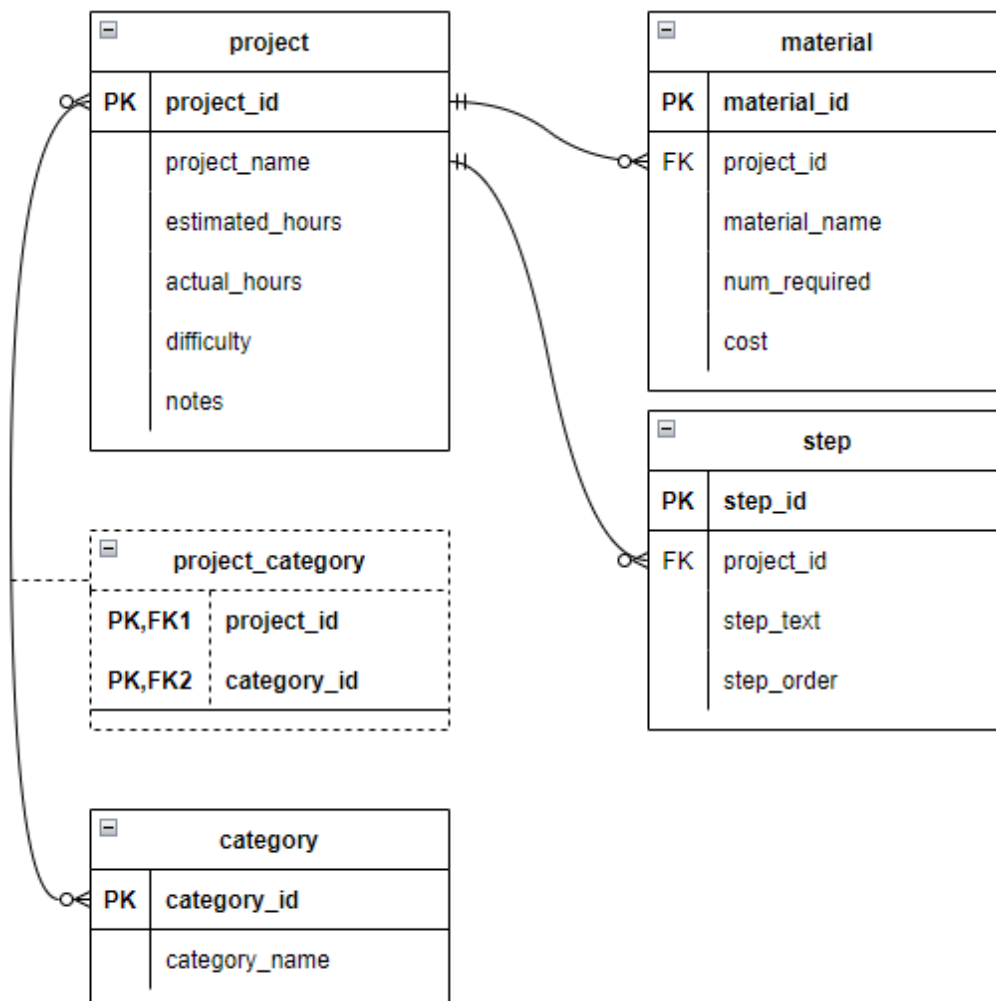 project
PK project_id
project_name
estimated_hours
actual_hours
difficulty
notes
material
PK material_id
FK project_id
material_name
num_required
cost
step
PK step_id
FK project_id
step_text
step_order
project_category
PK,FK1 project_id
PK,FK2 category_id
category
PK category_id
category_name